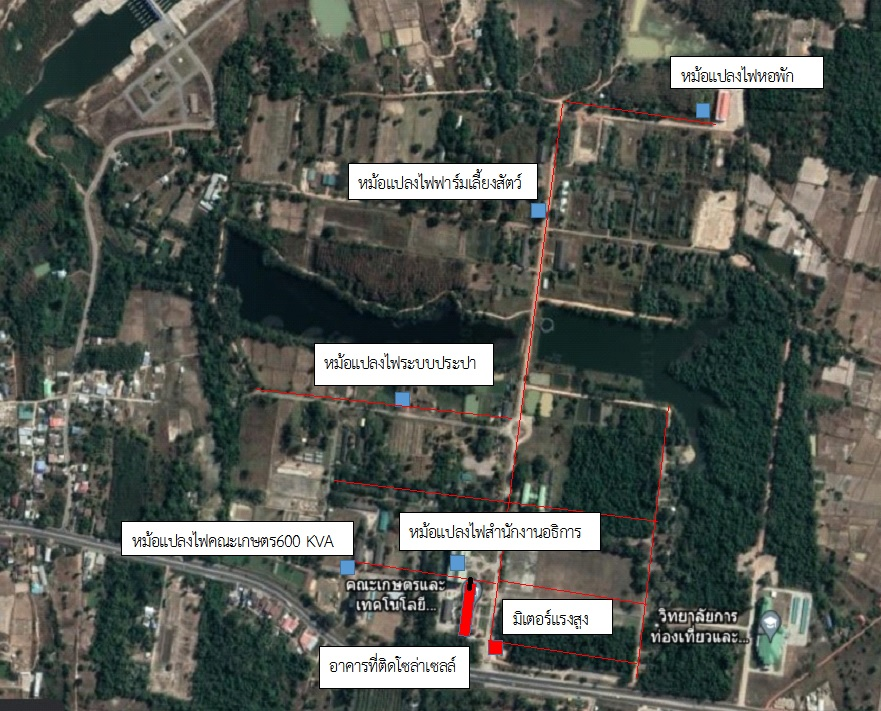 หม้อแปลงไฟหอพัก
หม้อแปลงไฟฟาร์มเลี้ยงสัตว์
หม้อแปลงไฟระบบประปา
หม้อแปลงไฟสำนักงานอธิการ
หม้อแปลงไฟคณะเกษตร600 KVA
คณะเกษตรและ
เทคโนโลยี...
มิเตอร์แรงสูง
วิทยาลัยการ
ท่องเที่ยวและ...
อาคารที่ติดโซล่าเซลล์